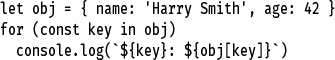 let obj = { name: 'Harry Smith', age: 42 }
for (const key in obj)
  console.log(`${key}: ${obj[key]}`)